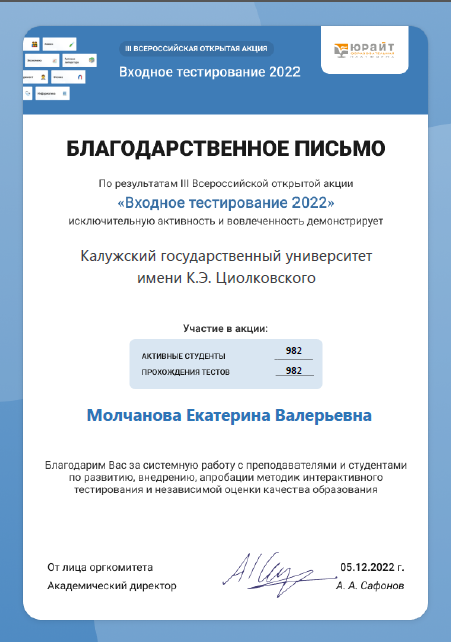 III ВСЕРОССИЙСКАЯ ОТКРЫТАЯ АКЦИЯ
Входное тестирование 2022
ЮРАЙТ
БЛАГОДАРСТВЕННОЕ ПИСЬМО
По результатам III Всероссийской открытой акции
«Входное тестирование 2022»
исключительную активность и вовлеченность демонстрирует
Калужский государственный университет
имени К.Э. Циолковского
Участие в акции:
АКТИВНЫЕ СТУДЕНТЫ 982
ПРОХОЖДЕНИЯ ТЕСТОВ 982
Молчанова Екатерина Валерьевна
Благодарим Вас за системную работу с преподавателями и студентами
по развитию, внедрению, апробации методик интерактивного
тестирования и независимой оценки качества образования
От лица оргкомитета 05.12.2022 г.
Академический директор А. А. Сафонов